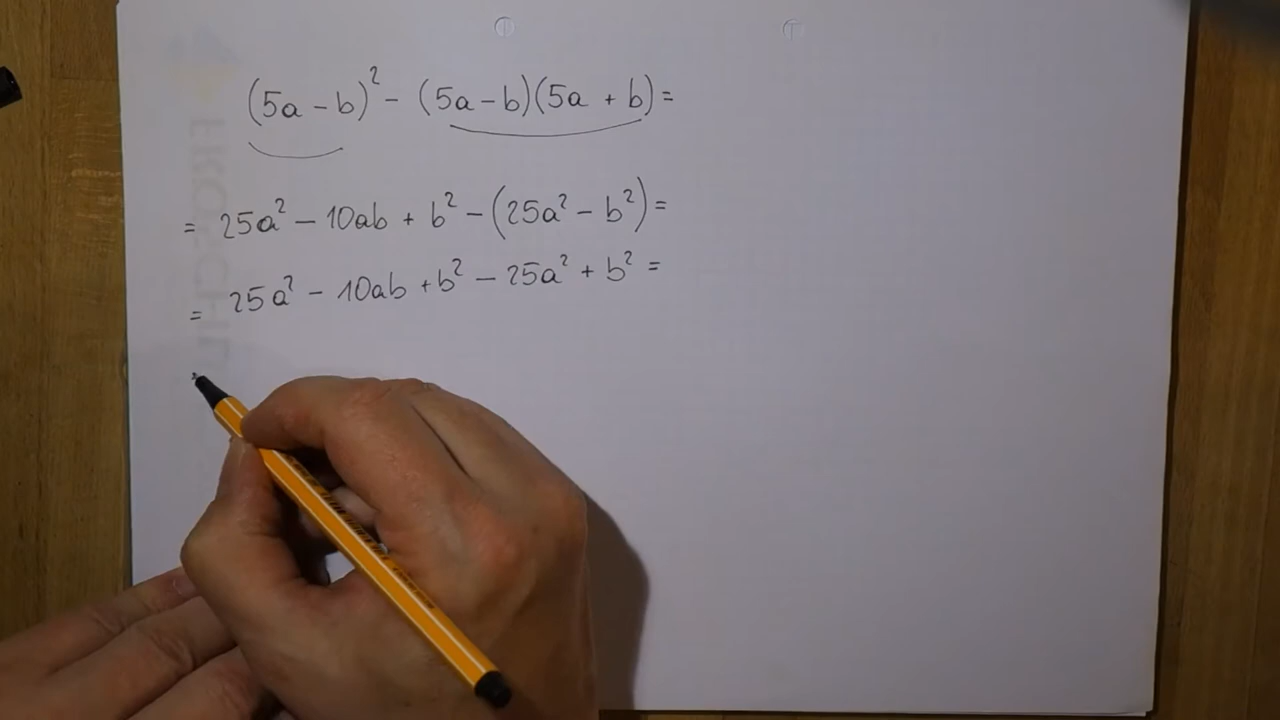 (5a - b)² - (5a - b)(5a + b) =
= 25a² - 10ab + b² - (25a² - b²) =
= 25a² - 10ab + b² - 25a² + b² =